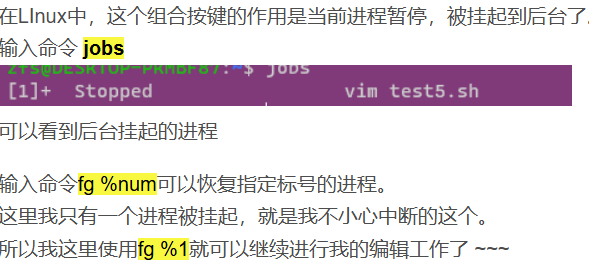 在LInux中，这个组合按键的作用是当前进程暂停，被挂起到后台了。
输入命令 jobs
zfs@DESKTOP-PRMBF87:~$ jobs
[1]+  Stopped                 vim test5.sh
可以看到后台挂起的进程
输入命令fg %num可以恢复指定标号的进程。
这里我只有一个进程被挂起，就是我不小心中断的这个。
所以我这里使用fg %1就可以继续进行我的编辑工作了 ~~~